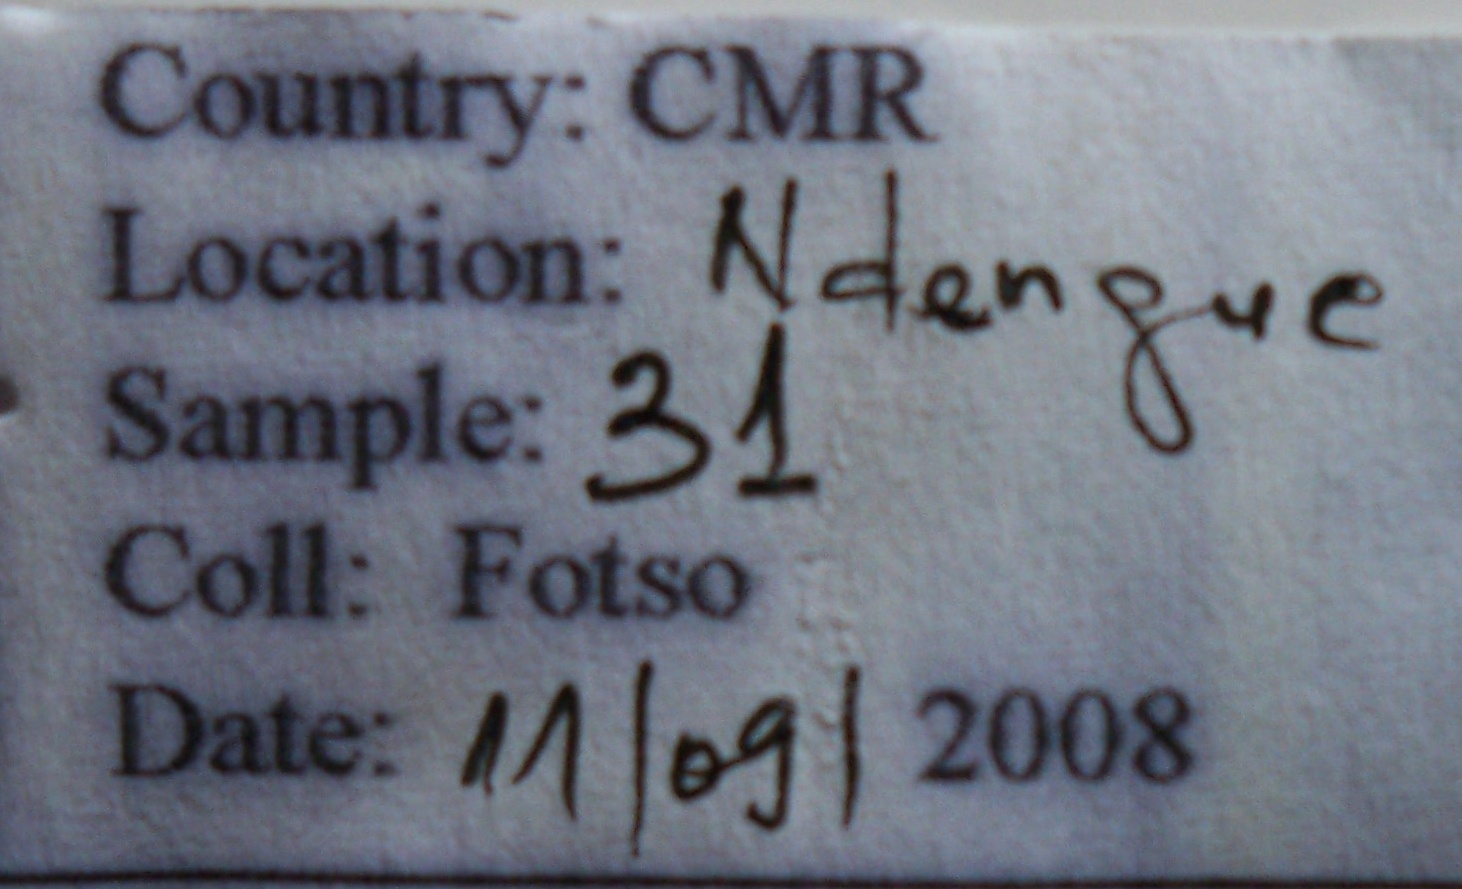 Country: CMR
Location: Ndengue
Sample: 31
Coll: Fotso
Date: 11/09/ 2008